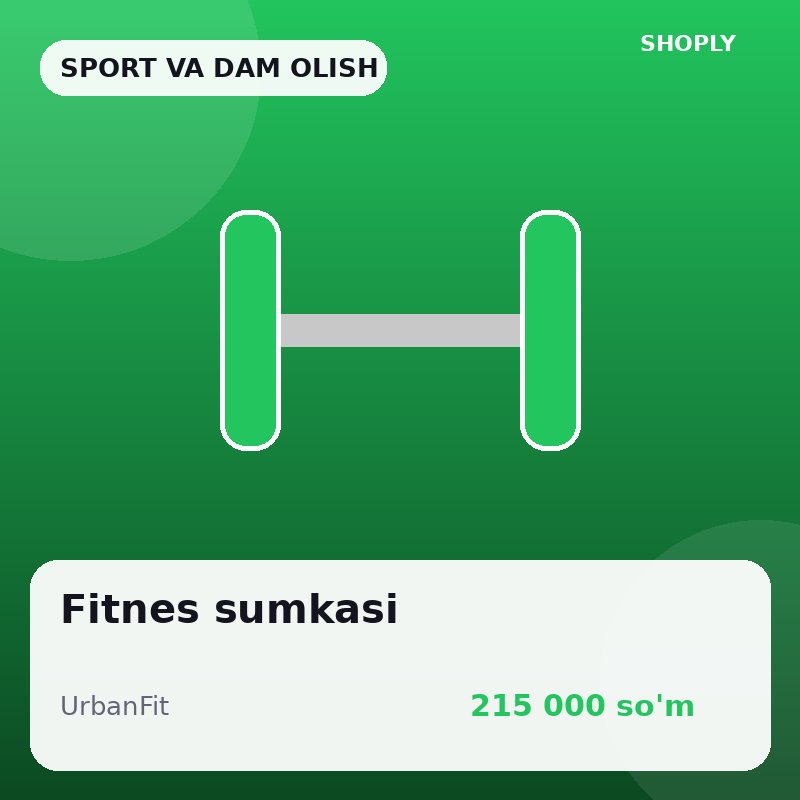 SPORT VA DAM OLISH
SHOPLY
Fitnes sumkasi
UrbanFit
215 000 so'm